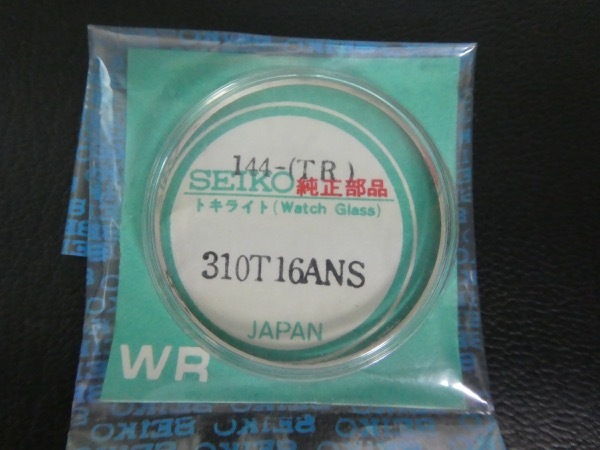 144-(TR)
SEIKO 純正部品
トキライト(Watch Glass)
310T16ANS
JAPAN
WR
SEIKO SEIKO SEIKO SEIKO